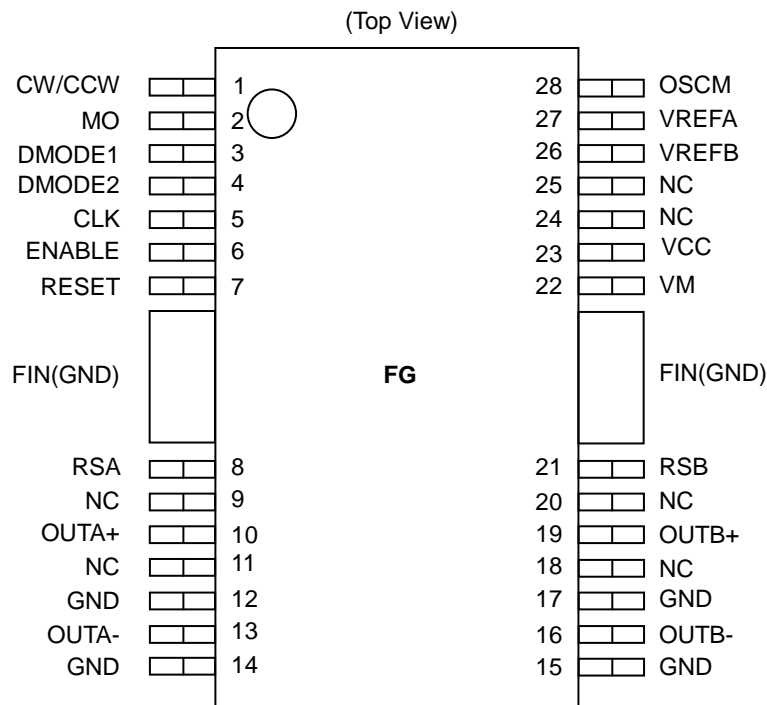 (Top View)
CW/CCW 1 28 OSCM
MO 2 27 VREFA
DMODE1 3 26 VREFB
DMODE2 4 25 NC
CLK 5 24 NC
ENABLE 6 23 VCC
RESET 7 22 VM
FIN(GND) FG FIN(GND)
RSA 8 21 RSB
NC 9 20 NC
OUTA+ 10 19 OUTB+
NC 11 18 NC
GND 12 17 GND
OUTA- 13 16 OUTB-
GND 14 15 GND